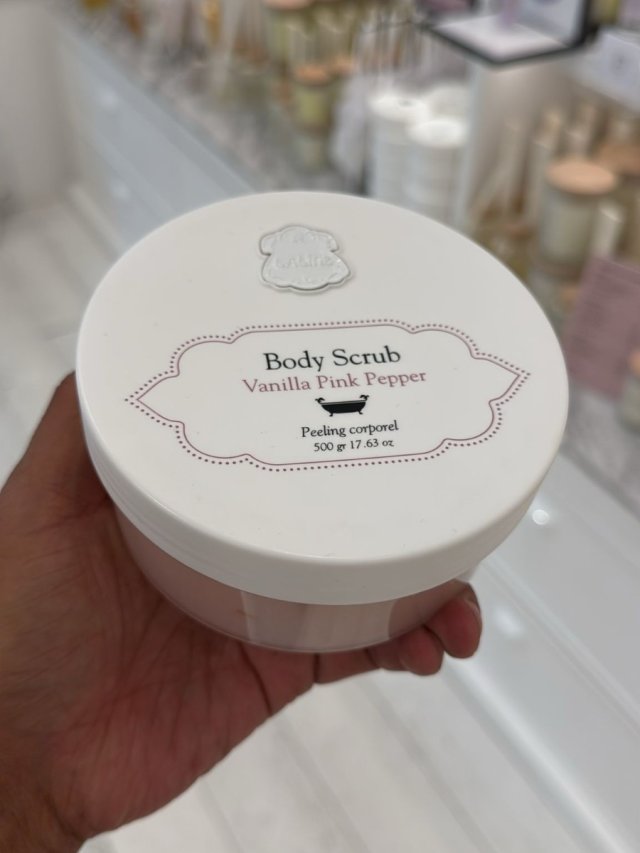 Body Scrub
Vanilla Pink Pepper
Peeling corporel
500 gr 17.63 oz